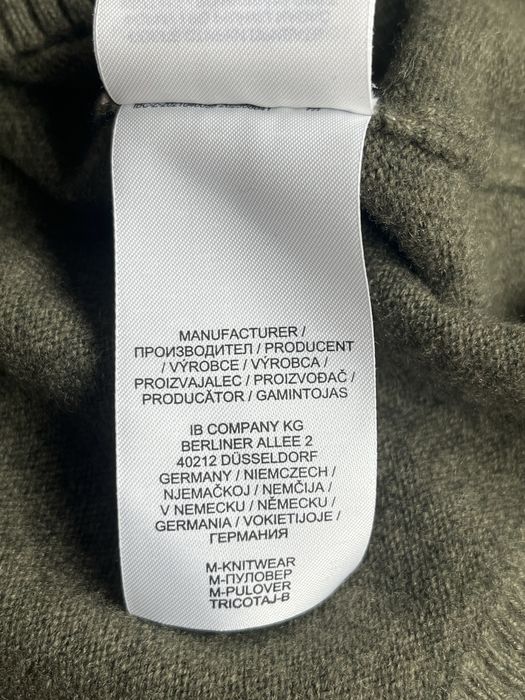 MANUFACTURER /
ПРОИЗВОДИТЕЛ / PRODUCENT
/ VÝROBCE / VÝROBCA /
PROIZVAJALEC / PROIZVOĐAČ /
PRODUCĂTOR / GAMINTOJAS
IB COMPANY KG
BERLINER ALLEE 2
40212 DÜSSELDORF
GERMANY / NIEMCZECH /
NJEMAČKOJ / NEMČIJA /
V NEMECKU / NĚMECKU /
GERMANIA / VOKIETIJOJE /
ГЕРМАНИЯ
M-KNITWEAR
M-ПУЛОВЕР
M-PULOVER
TRICOTAJ-B